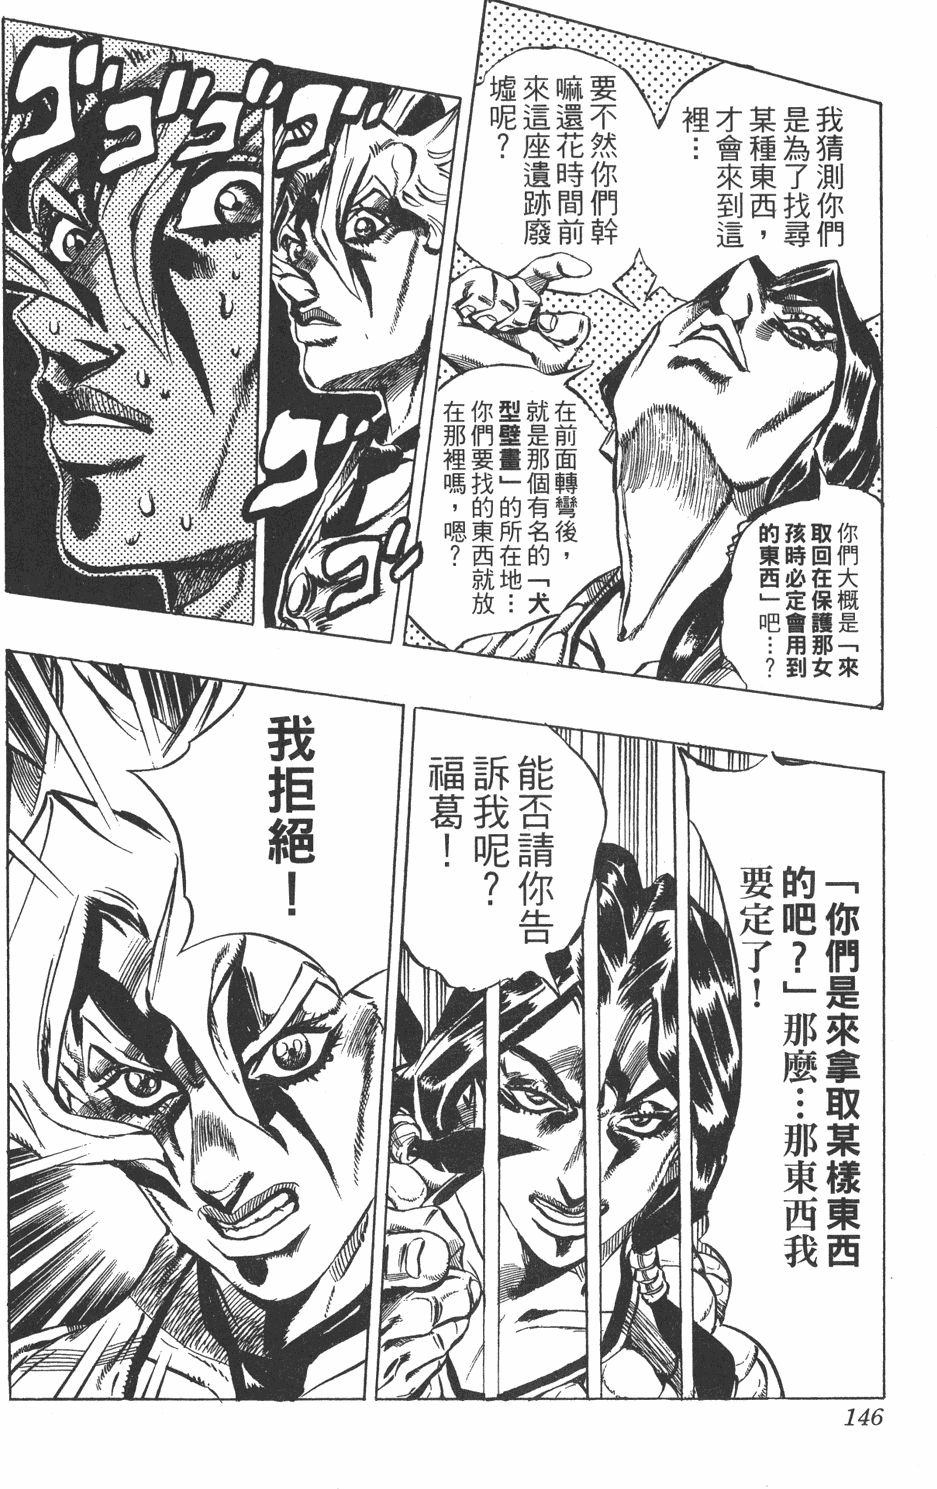 我猜測你們
是為了找尋
某種東西，
才會來到這
裡…
要不然你們幹
嘛還花時間前
來這座遺跡廢
墟呢？
你們大概是「來
取回在保護那女
孩時必定會用到
的東西」吧…？
在前面轉彎後，
就是那個有名的「犬
型壁畫」的所在地…
你們要找的東西就放
在那裡嗎，嗯？
ゴゴゴ
ゴゴゴゴ
「你們是來拿取某樣東西
的吧？」那麼…那東西我
要定了！
能否請你告
訴我呢？
福葛！
我拒絕！
146